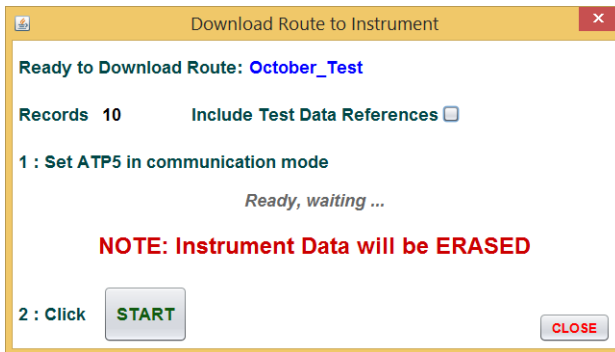 Download Route to Instrument
Ready to Download Route: October_Test
Records 10 Include Test Data References
1 : Set ATP5 in communication mode
Ready, waiting ...
NOTE: Instrument Data will be ERASED
2 : Click START
CLOSE